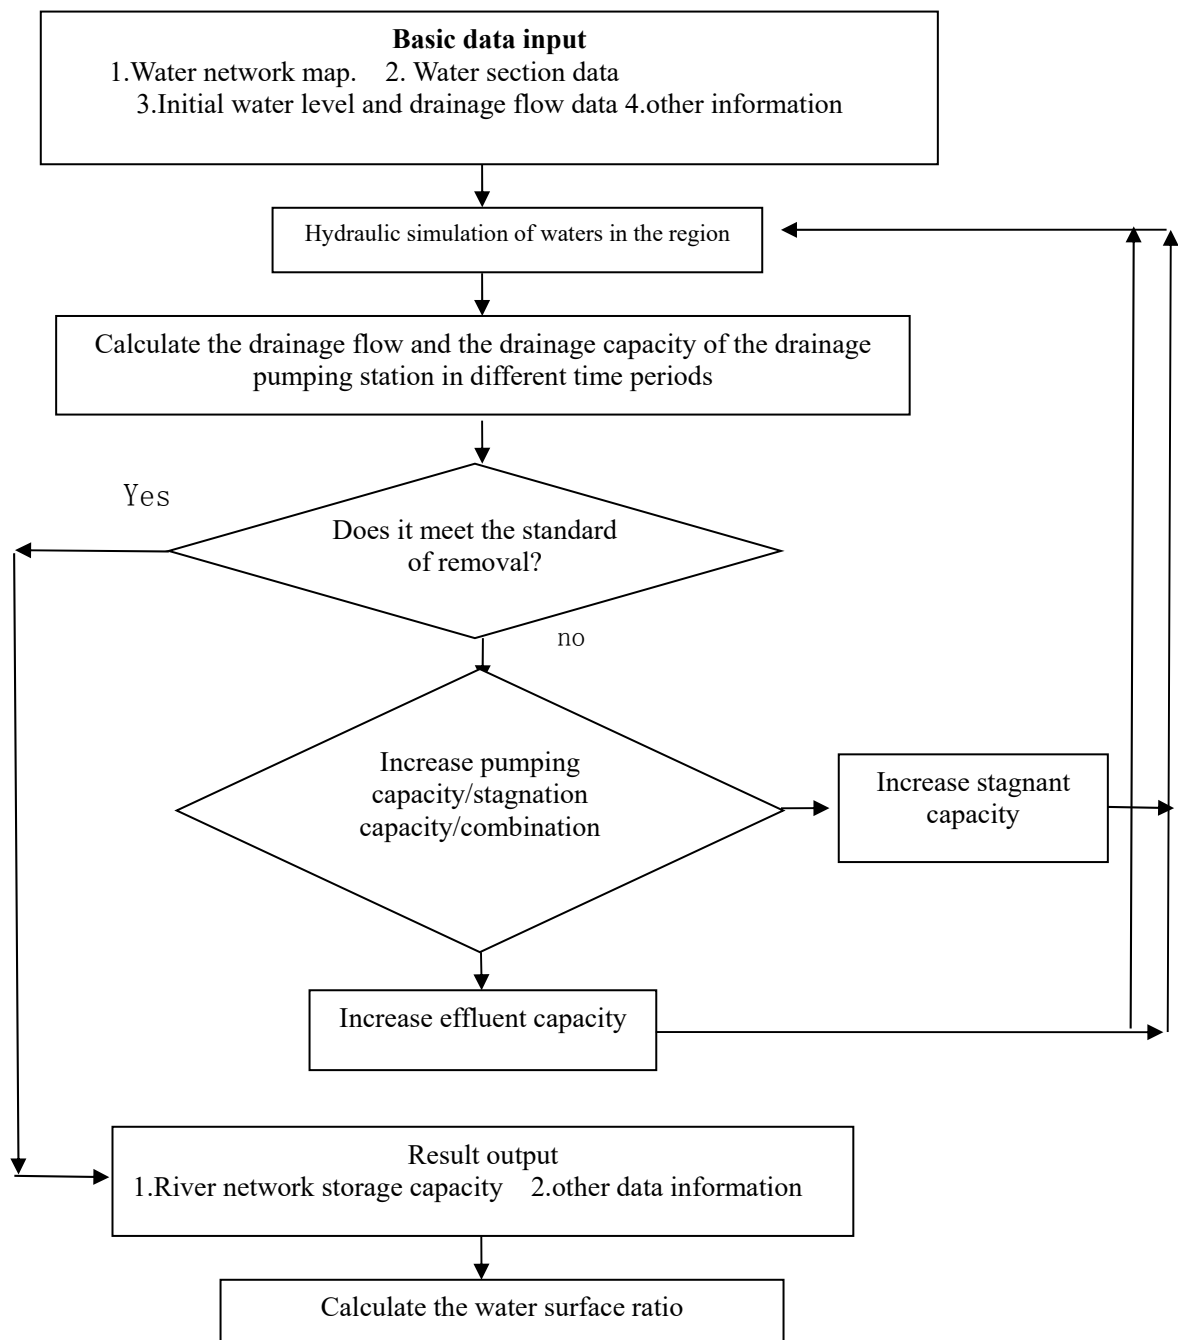 Basic data input
1.Water network map. 2. Water section data
3.Initial water level and drainage flow data 4.other information
Hydraulic simulation of waters in the region
Calculate the drainage flow and the drainage capacity of the drainage
pumping station in different time periods
Yes
Does it meet the standard
of removal?
no
Increase pumping
capacity/stagnation
capacity/combination
Increase stagnant
capacity
Increase effluent capacity
Result output
1.River network storage capacity 2.other data information
Calculate the water surface ratio